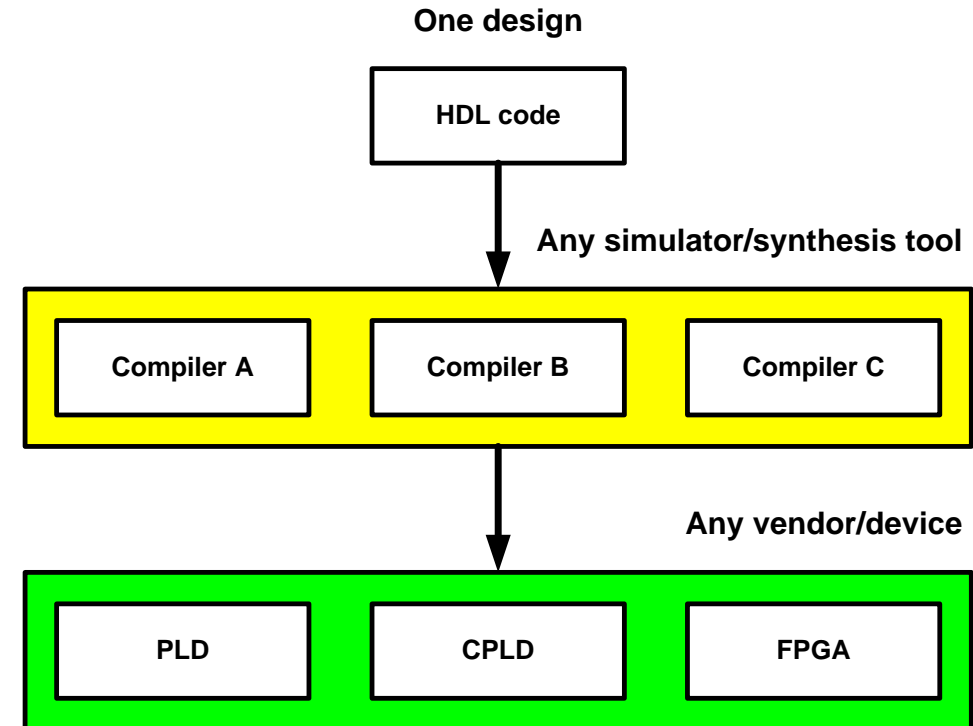 One design
HDL code
Any simulator/synthesis tool
Compiler A
Compiler B
Compiler C
Any vendor/device
PLD
CPLD
FPGA